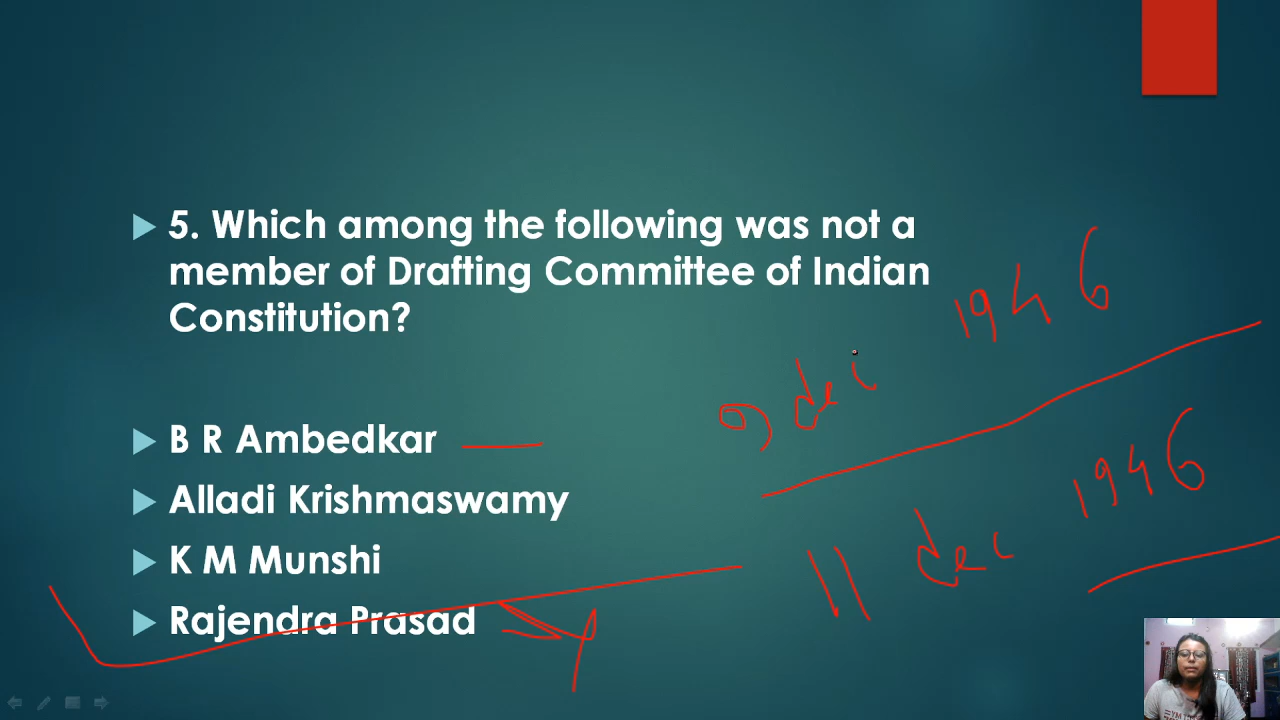 5. Which among the following was not a
member of Drafting Committee of Indian
Constitution?
1946
9 dec
B R Ambedkar
11 dec 1946
Alladi Krishmaswamy
K M Munshi
Rajendra Prasad